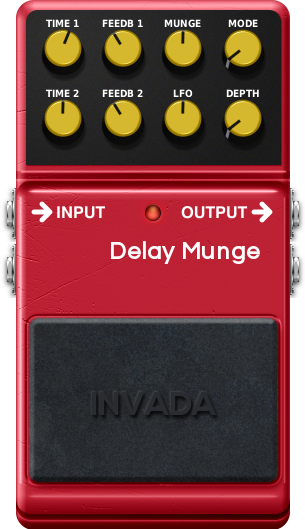 TIME 1 FEEDB 1 MUNGE MODE
TIME 2 FEEDB 2 LFO DEPTH
INPUT OUTPUT
Delay Munge
INVADA